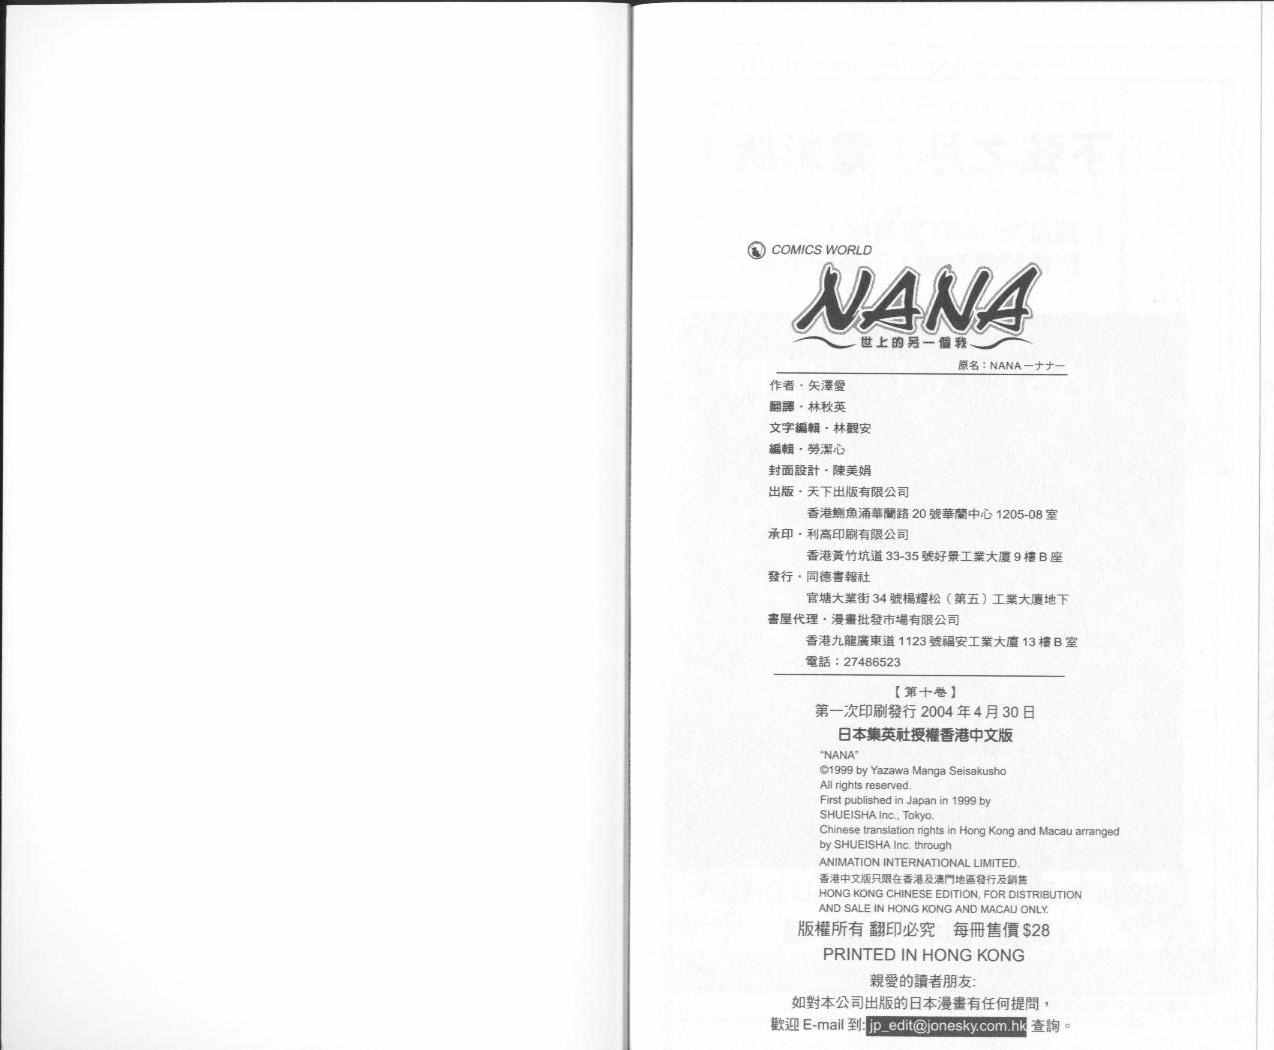 COMICS WORLD
NANA
世上的另一個我
原名：NANA－ナナ－
作者・矢澤愛
翻譯・林秋英
文字編輯・林觀安
編輯・勞潔心
封面設計・陳美娟
出版・天下出版有限公司
香港鰂魚涌華蘭路 20 號華蘭中心 1205-08 室
承印・利高印刷有限公司
香港黃竹坑道 33-35 號好景工業大廈 9 樓 B 座
發行・同德書報社
官塘大業街 34 號楊耀松（第五）工業大廈地下
書屋代理・漫畫批發市場有限公司
香港九龍廣東道 1123 號福安工業大廈 13 樓 B 室
電話：27486523
【第十卷】
第一次印刷發行 2004 年 4 月 30 日
日本集英社授權香港中文版
“NANA”
©1999 by Yazawa Manga Seisakusho
All rights reserved.
First published in Japan in 1999 by
SHUEISHA Inc., Tokyo.
Chinese translation rights in Hong Kong and Macau arranged
by SHUEISHA Inc. through
ANIMATION INTERNATIONAL LIMITED.
香港中文版只限在香港及澳門地區發行及銷售
HONG KONG CHINESE EDITION, FOR DISTRIBUTION
AND SALE IN HONG KONG AND MACAU ONLY.
版權所有 翻印必究　每冊售價 $28
PRINTED IN HONG KONG
親愛的讀者朋友:
如對本公司出版的日本漫畫有任何提問，
歡迎 E-mail 到: jp_edit@jonesky.com.hk 查詢。